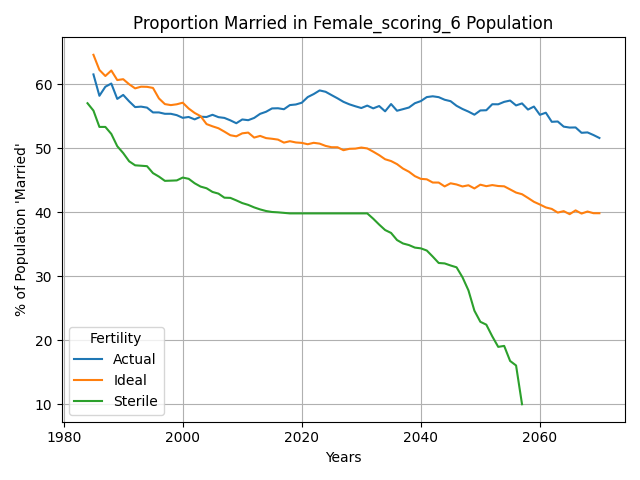 Proportion Married in Female_scoring_6 Population
% of Population 'Married'
60
50
40
30
20
10
Fertility
Actual
Ideal
Sterile
1980
2000
2020
2040
2060
Years